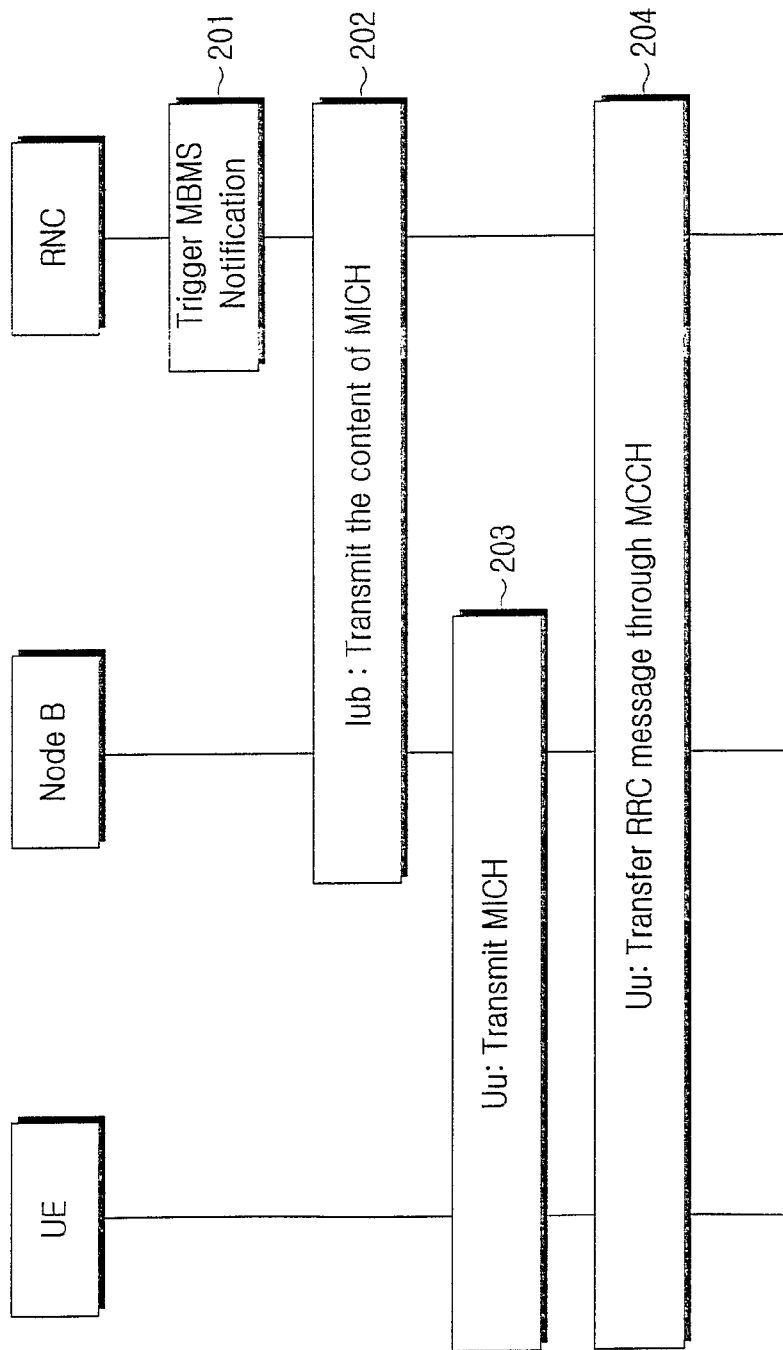 UE
Node B
RNC
Trigger MBMS
Notification
~201
Iub : Transmit the content of MICH
~202
Uu: Transmit MICH
~203
Uu: Transfer RRC message through MCCH
~204